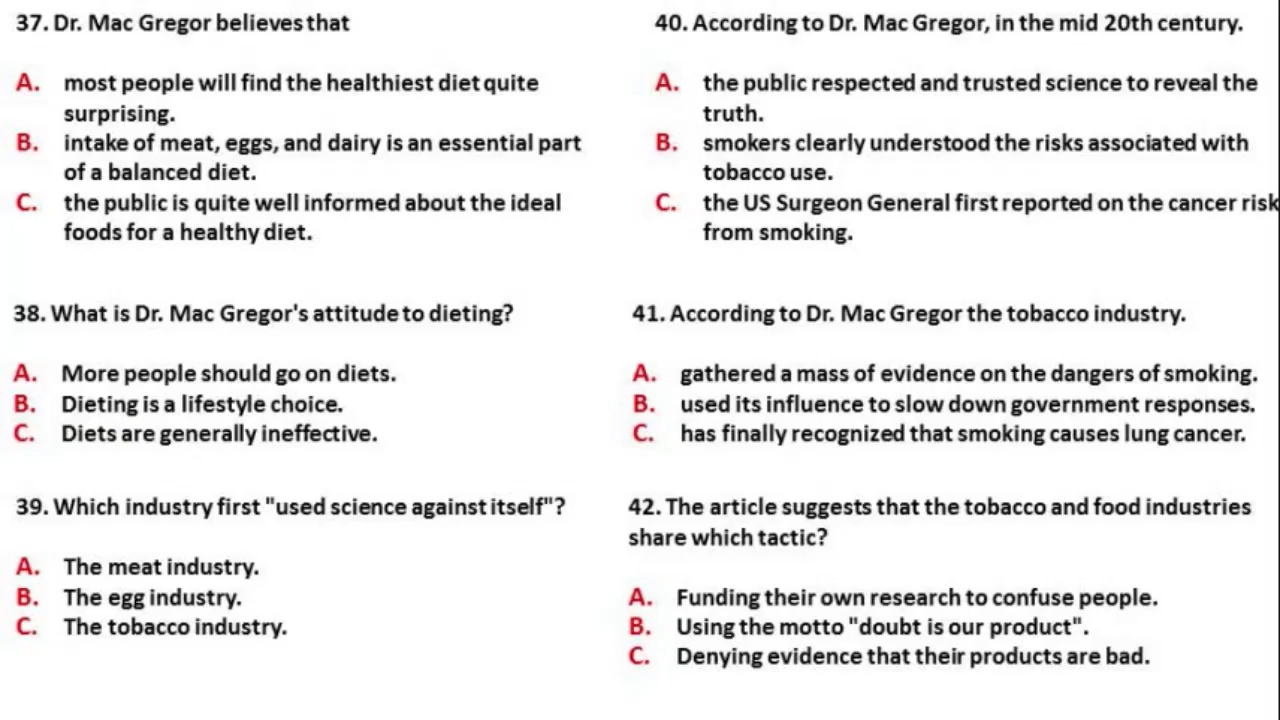 37. Dr. Mac Gregor believes that
A. most people will find the healthiest diet quite
surprising.
B. intake of meat, eggs, and dairy is an essential part
of a balanced diet.
C. the public is quite well informed about the ideal
foods for a healthy diet.
38. What is Dr. Mac Gregor's attitude to dieting?
A. More people should go on diets.
B. Dieting is a lifestyle choice.
C. Diets are generally ineffective.
39. Which industry first "used science against itself"?
A. The meat industry.
B. The egg industry.
C. The tobacco industry.
40. According to Dr. Mac Gregor, in the mid 20th century.
A. the public respected and trusted science to reveal the
truth.
B. smokers clearly understood the risks associated with
tobacco use.
C. the US Surgeon General first reported on the cancer risk
from smoking.
41. According to Dr. Mac Gregor the tobacco industry.
A. gathered a mass of evidence on the dangers of smoking.
B. used its influence to slow down government responses.
C. has finally recognized that smoking causes lung cancer.
42. The article suggests that the tobacco and food industries
share which tactic?
A. Funding their own research to confuse people.
B. Using the motto "doubt is our product".
C. Denying evidence that their products are bad.